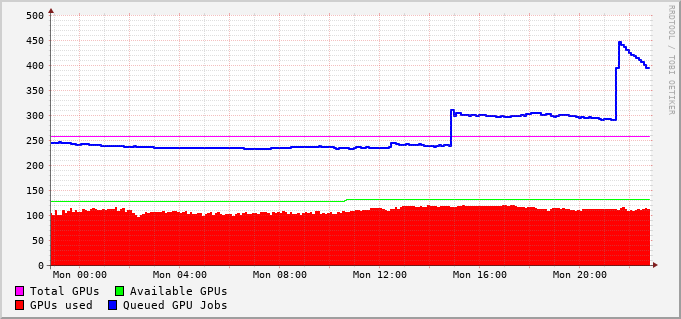 500
450
400
350
300
250
200
150
100
50
0
Mon 00:00 Mon 04:00 Mon 08:00 Mon 12:00 Mon 16:00 Mon 20:00
Total GPUs Available GPUs
GPUs used Queued GPU Jobs
RRDTOOL / TOBI OETIKER